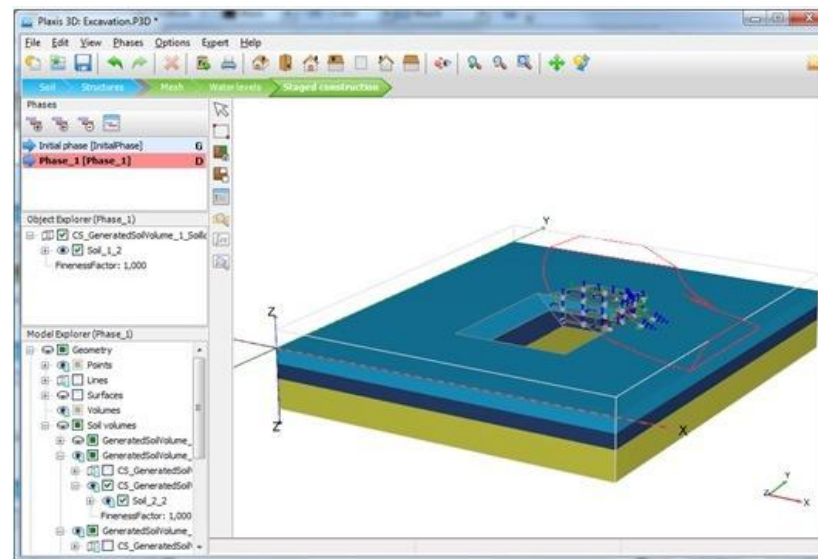 Plaxis 3D: Excavation.P3D *
File Edit View Phases Options Expert Help
Soil Structures Mesh Water levels Staged construction
Phases
Initial phase [InitialPhase] G
Phase_1 [Phase_1] D
Object Explorer (Phase_1)
CS_GeneratedSoilVolume_1_Soil
Soil_1_2
FinenessFactor: 1,000
Model Explorer (Phase_1)
Geometry
Points
Lines
Surfaces
Volumes
Soil volumes
GeneratedSoilVolume_
GeneratedSoilVolume_
CS_GeneratedSoil
CS_GeneratedSoil
Soil_2_2
FinenessFactor: 1,000
GeneratedSoilVolume_
CS_GeneratedSoil
Y
Z
Z
X
Y
Z
X